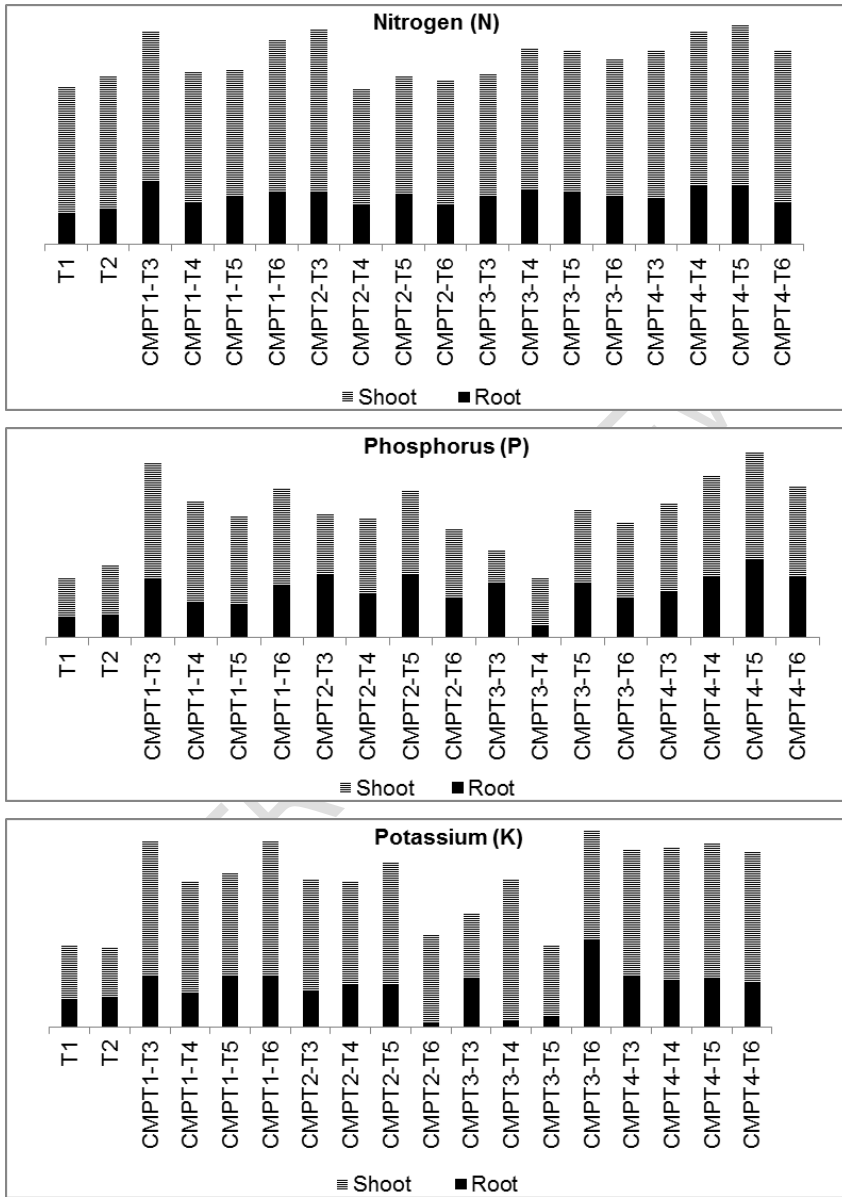 Nitrogen (N)
T1
T2
CMPT1-T3
CMPT1-T4
CMPT1-T5
CMPT1-T6
CMPT2-T3
CMPT2-T4
CMPT2-T5
CMPT2-T6
CMPT3-T3
CMPT3-T4
CMPT3-T5
CMPT3-T6
CMPT4-T3
CMPT4-T4
CMPT4-T5
CMPT4-T6
Shoot Root
Phosphorus (P)
T1
T2
CMPT1-T3
CMPT1-T4
CMPT1-T5
CMPT1-T6
CMPT2-T3
CMPT2-T4
CMPT2-T5
CMPT2-T6
CMPT3-T3
CMPT3-T4
CMPT3-T5
CMPT3-T6
CMPT4-T3
CMPT4-T4
CMPT4-T5
CMPT4-T6
Shoot Root
Potassium (K)
T1
T2
CMPT1-T3
CMPT1-T4
CMPT1-T5
CMPT1-T6
CMPT2-T3
CMPT2-T4
CMPT2-T5
CMPT2-T6
CMPT3-T3
CMPT3-T4
CMPT3-T5
CMPT3-T6
CMPT4-T3
CMPT4-T4
CMPT4-T5
CMPT4-T6
Shoot Root